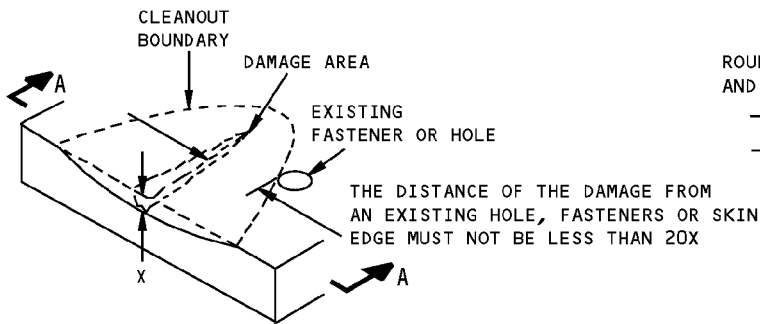 CLEANOUT
BOUNDARY
DAMAGE AREA
A
EXISTING
FASTENER OR HOLE
THE DISTANCE OF THE DAMAGE FROM
AN EXISTING HOLE, FASTENERS OR SKIN
EDGE MUST NOT BE LESS THAN 20X
X
A
AND